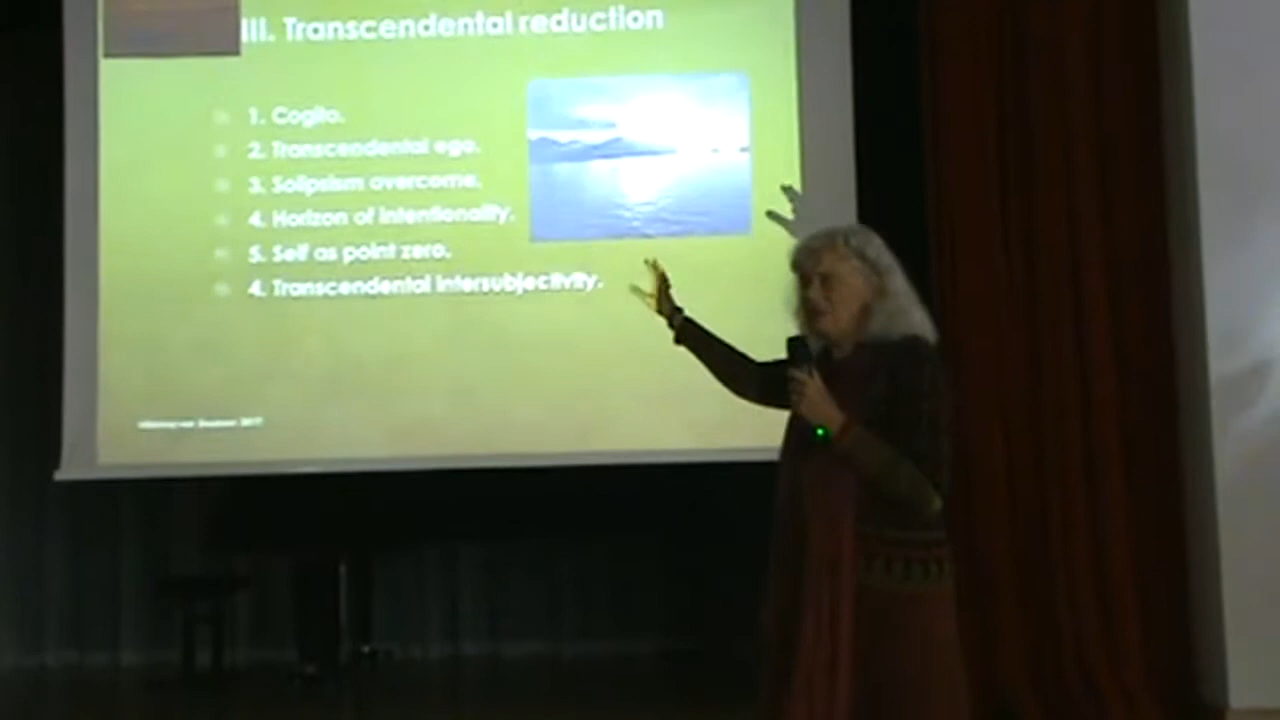 III. Transcendental reduction
1. Cogito.
2. Transcendental ego.
3. Solipsism overcome.
4. Horizon of intentionality.
5. Self as point zero.
4. Transcendental intersubjectivity.